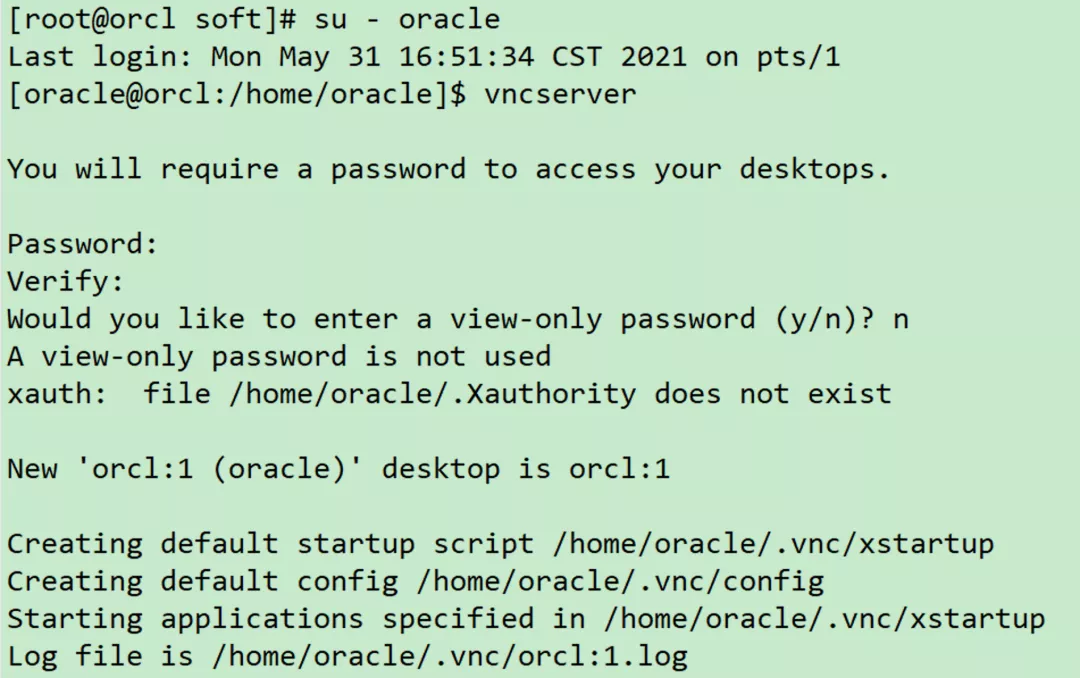 [root@orcl soft]# su - oracle
Last login: Mon May 31 16:51:34 CST 2021 on pts/1
[oracle@orcl:/home/oracle]$ vncserver
You will require a password to access your desktops.
Password:
Verify:
Would you like to enter a view-only password (y/n)? n
A view-only password is not used
xauth:  file /home/oracle/.Xauthority does not exist
New 'orcl:1 (oracle)' desktop is orcl:1
Creating default startup script /home/oracle/.vnc/xstartup
Creating default config /home/oracle/.vnc/config
Starting applications specified in /home/oracle/.vnc/xstartup
Log file is /home/oracle/.vnc/orcl:1.log